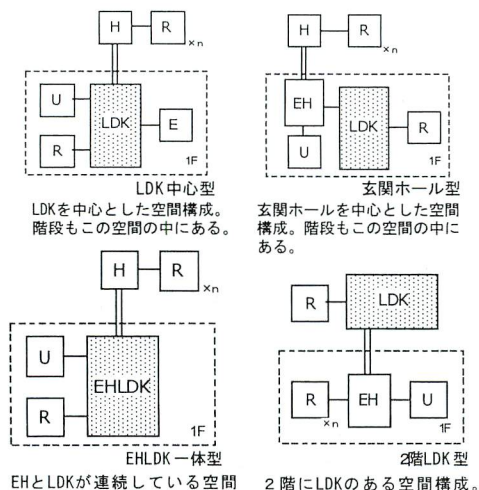 H
R
×n
U
LDK
E
R
1F
LDK中心型
LDKを中心とした空間構成。
階段もこの空間の中にある。
H
R
×n
EH
LDK
R
U
1F
玄関ホール型
玄関ホールを中心とした空間
構成。階段もこの空間の中に
ある。
H
R
×n
U
EHLDK
R
1F
EHLDK一体型
EHとLDKが連続している空間
R
LDK
R
×n
EH
U
1F
2階LDK型
2階にLDKのある空間構成。